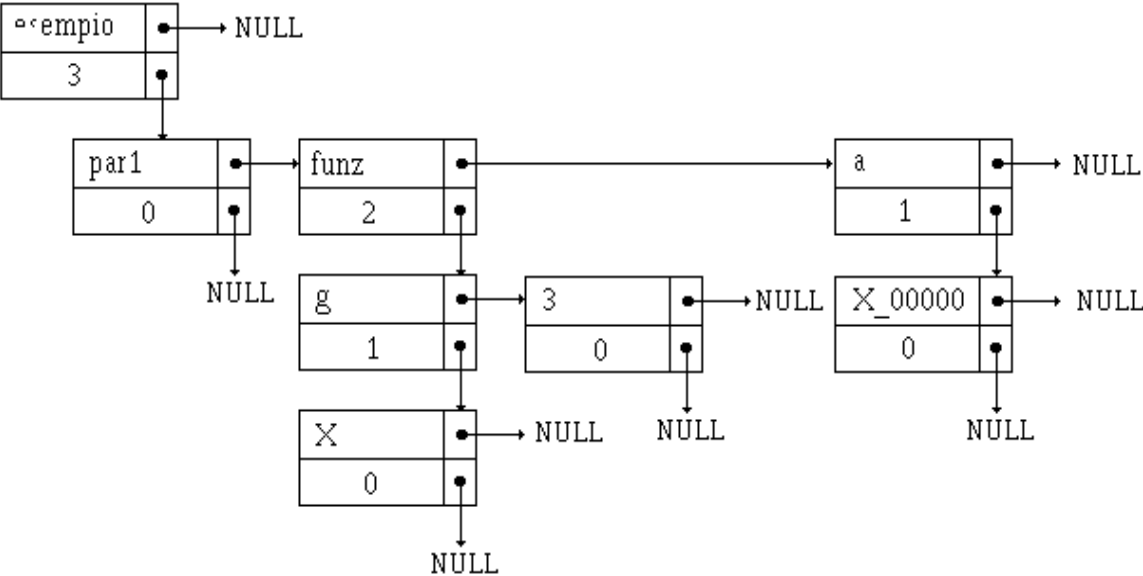 esempio NULL
3
par1 funz a NULL
0 2 1
NULL g 3 NULL X_00000 NULL
1 0 0
X NULL NULL NULL
0
NULL